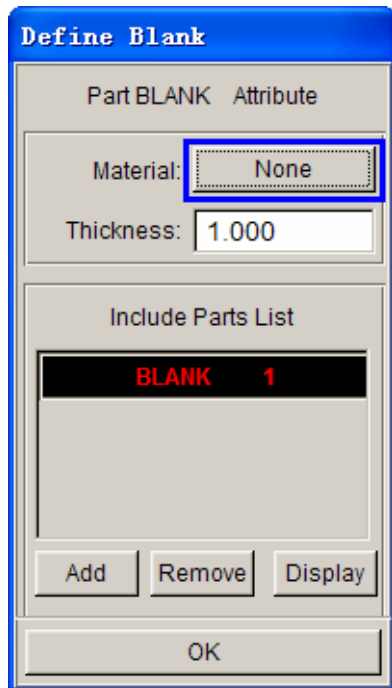 Define Blank
Part BLANK Attribute
Material: None
Thickness: 1.000
Include Parts List
BLANK 1
Add Remove Display
OK